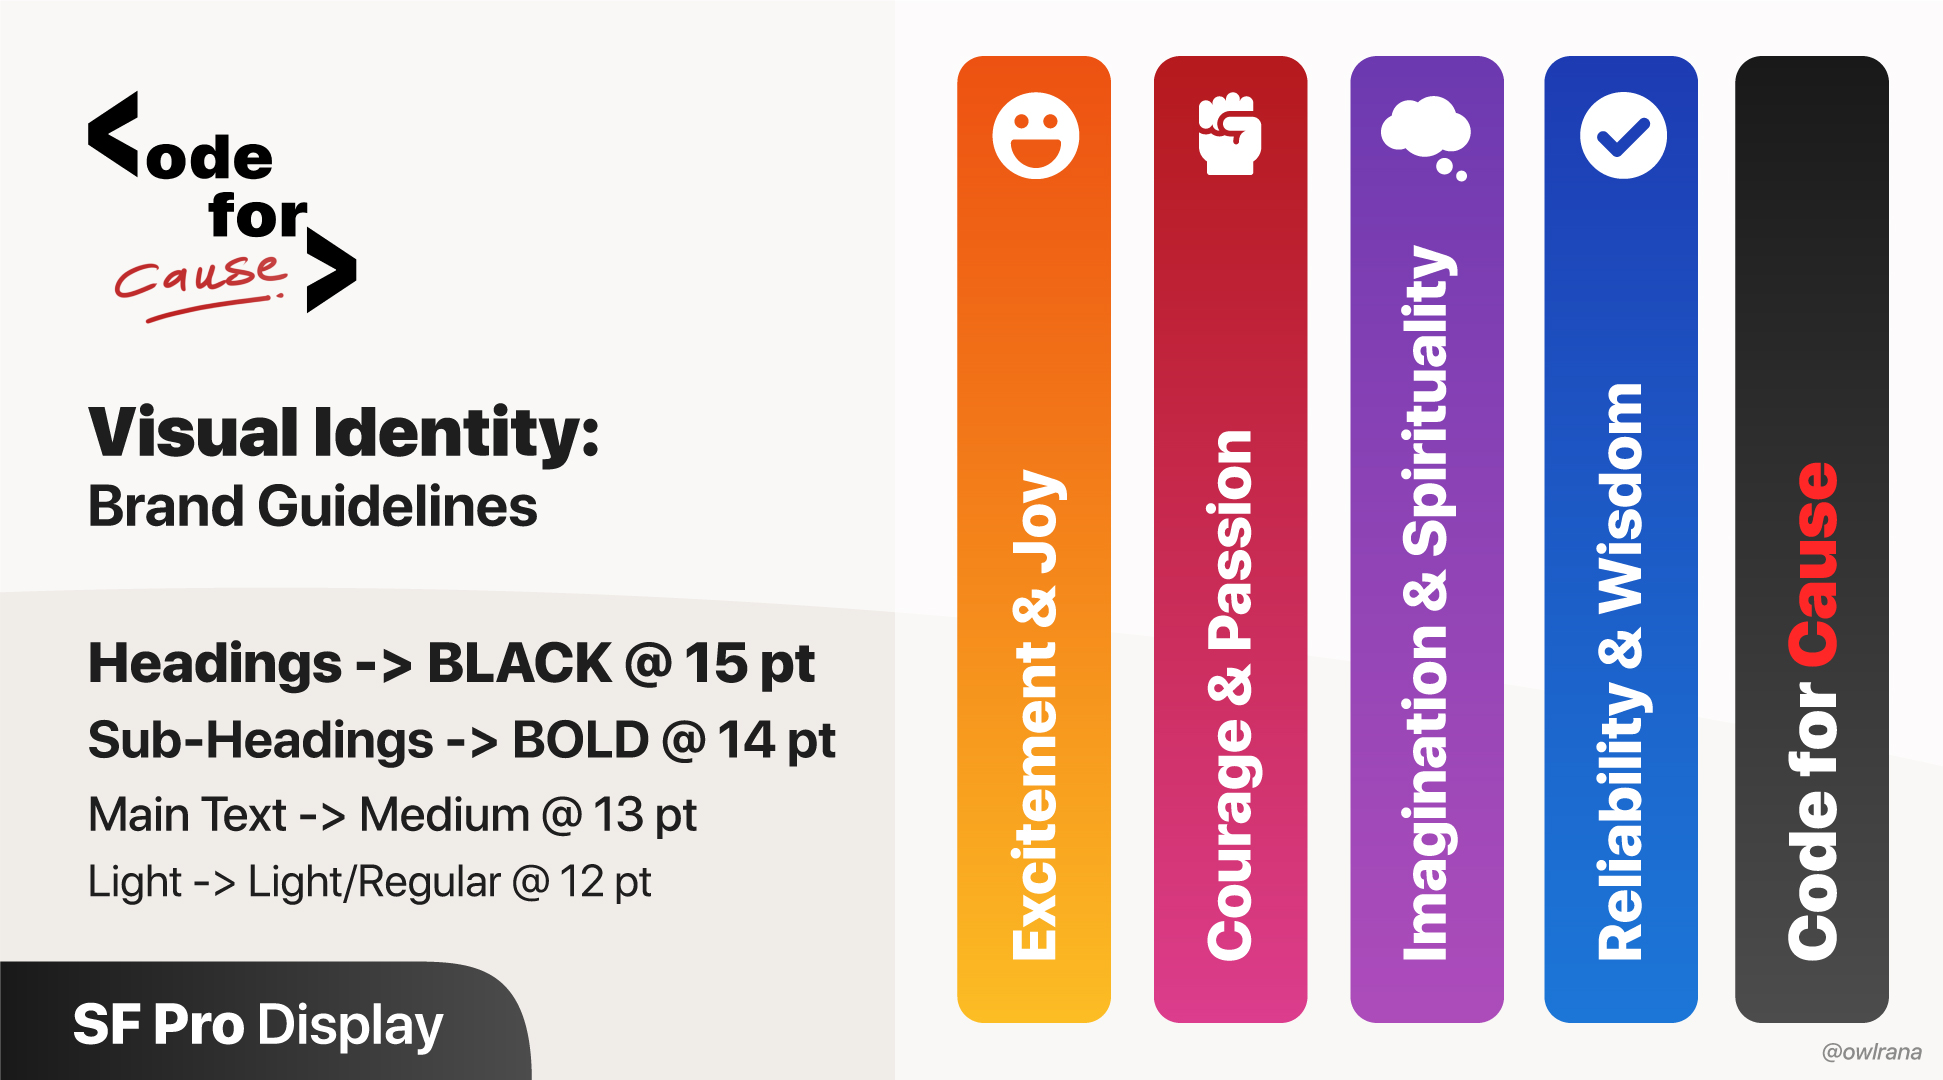 <ode
for
cause >
Visual Identity:
Brand Guidelines
Headings -> BLACK @ 15 pt
Sub-Headings -> BOLD @ 14 pt
Main Text -> Medium @ 13 pt
Light -> Light/Regular @ 12 pt
SF Pro Display
Excitement & Joy
Courage & Passion
Imagination & Spirituality
Reliability & Wisdom
Code for Cause
@owlrana